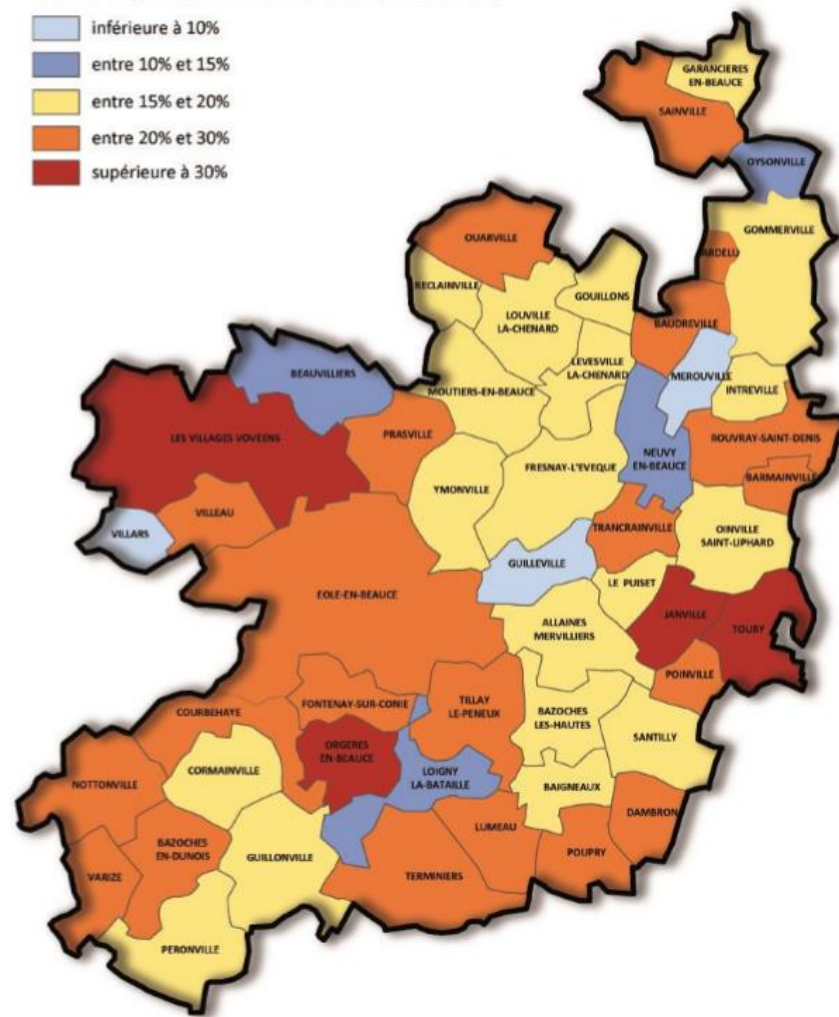 inférieure à 10%
entre 10% et 15%
entre 15% et 20%
entre 20% et 30%
supérieure à 30%
GARANCIERES
EN-BEAUCE
SAINVILLE
OYSONVILLE
GOMMERVILLE
OUARVILLE
ARDELU
RECLAINVILLE
GOUILLONS
LOUVILLE
LA-CHENARD
BAUDREVILLE
LEVESVILLE
LA-CHENARD
BEAUVILLIERS
MEROUVILLE
MOUTIERS-EN-BEAUCE
INTREVILLE
LES VILLAGES VOVEENS
PRASVILLE
ROUVRAY-SAINT-DENIS
NEUVY
EN-BEAUCE
FRESNAY-L'EVEQUE
BARMAINVILLE
YMONVILLE
VILLEAU
TRANCRAINVILLE
VILLARS
OINVILLE
SAINT-LIPHARD
GUILLEVILLE
LE PUISET
EOLE-EN-BEAUCE
JANVILLE
TOURY
ALLAINES
MERVILLIERS
POINVILLE
FONTENAY-SUR-CONIE
TILLAY
LE-PENEUX
COURBEHAYE
BAZOCHES
LES-HAUTES
SANTILLY
ORGERES
EN-BEAUCE
CORMAINVILLE
LOIGNY
LA-BATAILLE
NOTTONVILLE
BAIGNEAUX
DAMBRON
LUMEAU
BAZOCHES
EN-DUNOIS
POUPRY
GUILLONVILLE
VARIZE
TERMINIERS
PERONVILLE